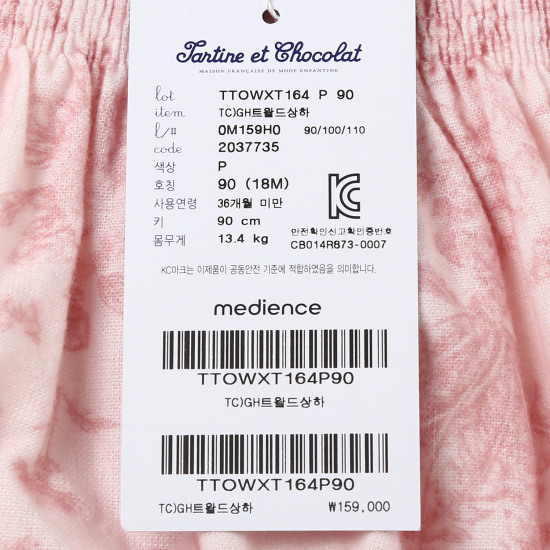 Tartine et Chocolat
MAISON FRANÇAISE DE MODE ENFANTINE
lot TTOWXT164 P 90
item TC)GH트왈드상하
l/# 0M159H0 90/100/110
code 2037735
색상 P
호칭 90 (18M)
사용연령 36개월 미만
키 90 cm
몸무게 13.4 kg
KC
안전확인신고확인증번호
CB014R873-0007
KC마크는 이제품이 공동안전 기준에 적합하였음을 의미합니다.
medience
TTOWXT164P90
TC)GH트왈드상하
TTOWXT164P90
TC)GH트왈드상하 ₩159,000